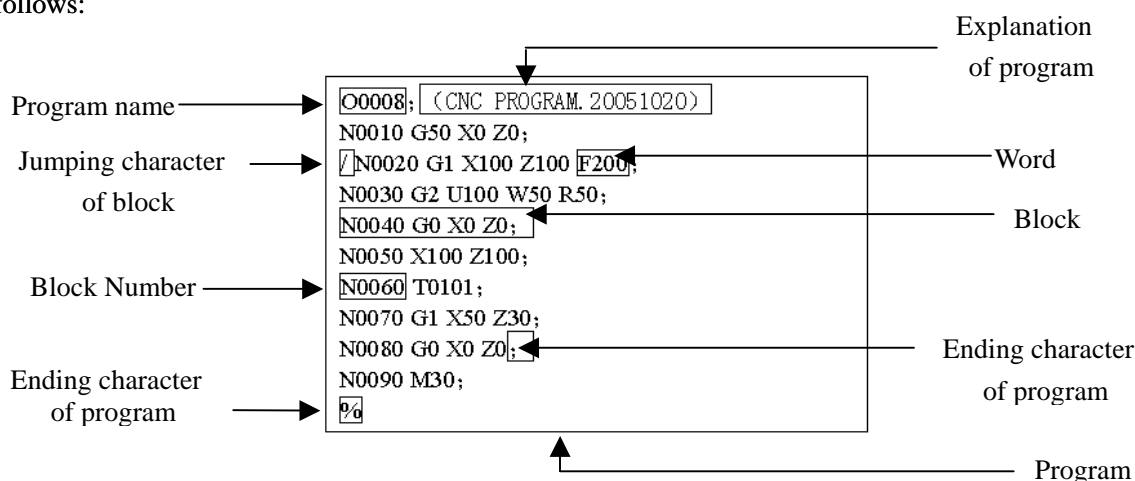 follows:
Explanation
of program
Program name
O0008; (CNC PROGRAM. 20051020)
N0010 G50 X0 Z0;
Jumping character
of block
/ N0020 G1 X100 Z100 F200;
Word
N0030 G2 U100 W50 R50;
N0040 G0 X0 Z0;
Block
N0050 X100 Z100;
Block Number
N0060 T0101;
N0070 G1 X50 Z30;
N0080 G0 X0 Z0;
Ending character
of program
N0090 M30;
Ending character
of program
%
Program